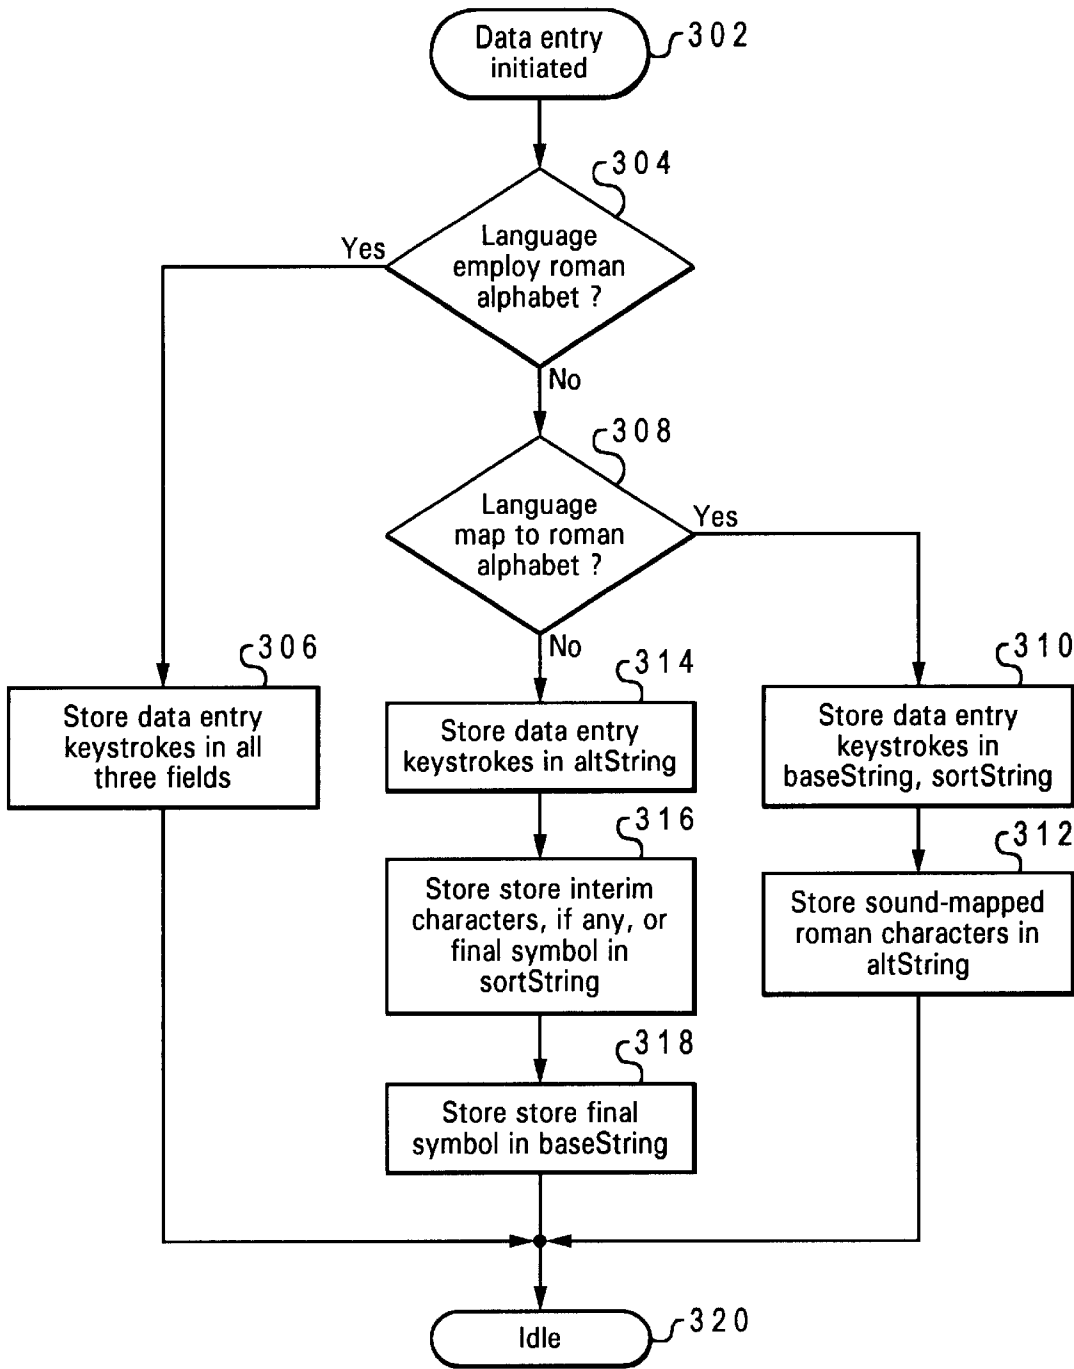 Data entry
initiated
302
304
Language
employ roman
alphabet ?
Yes
No
308
Language
map to roman
alphabet ?
Yes
No
306
Store data entry
keystrokes in all
three fields
314
Store data entry
keystrokes in altString
310
Store data entry
keystrokes in
baseString, sortString
316
Store store interim
characters, if any, or
final symbol in
sortString
312
Store sound-mapped
roman characters in
altString
318
Store store final
symbol in baseString
Idle
320